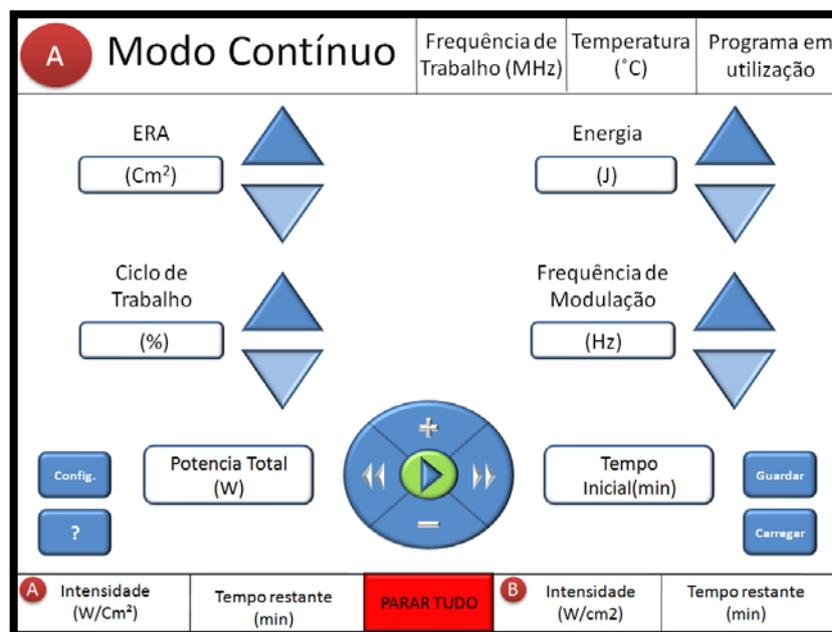 A
Modo Contínuo
Frequência de
Trabalho (MHz)
Temperatura
(˚C)
Programa em
utilização
ERA
(Cm²)
Energia
(J)
Ciclo de
Trabalho
(%)
Frequência de
Modulação
(Hz)
Config.
?
Potencia Total
(W)
+
−
Tempo
Inicial(min)
Guardar
Carregar
A
Intensidade
(W/Cm²)
Tempo restante
(min)
PARAR TUDO
B
Intensidade
(W/cm2)
Tempo restante
(min)